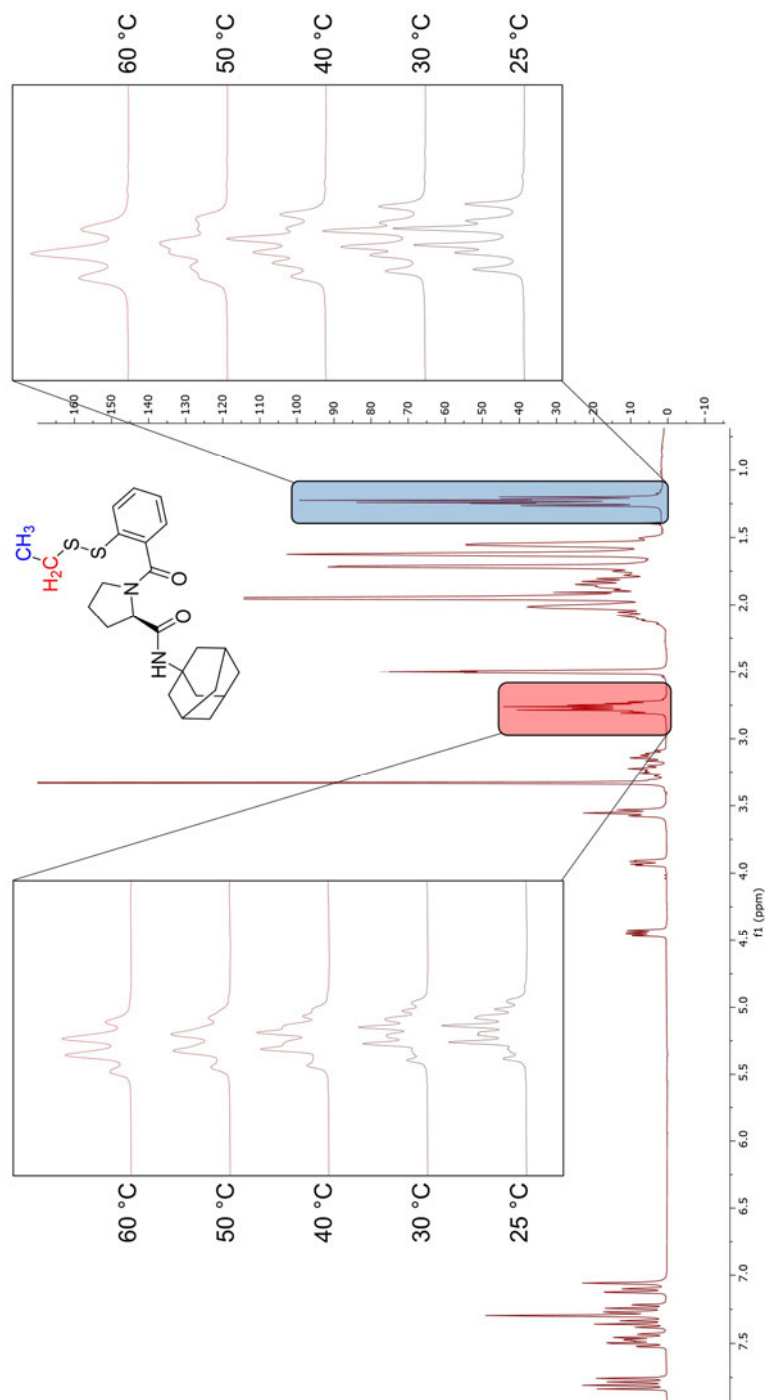 60 °C
50 °C
40 °C
30 °C
25 °C
60 °C
50 °C
40 °C
30 °C
25 °C
CH₃
H₂C
S
S
N
O
O
HN
160
150
140
130
120
110
100
90
80
70
60
50
40
30
20
10
0
-10
7.5
7.0
6.5
6.0
5.5
5.0
4.5
4.0
3.5
3.0
2.5
2.0
1.5
1.0
f1 (ppm)